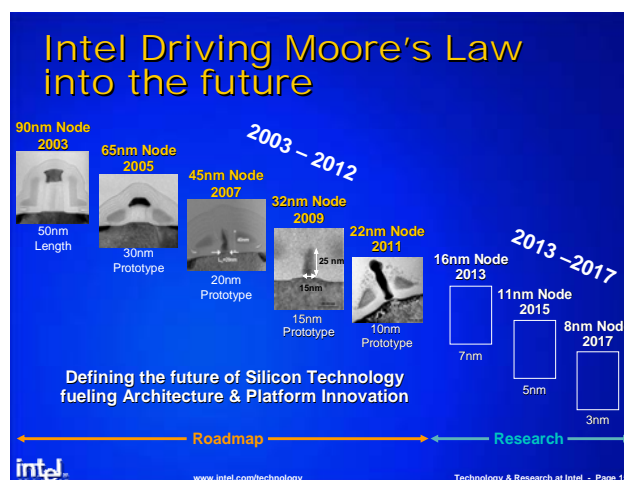 Intel Driving Moore's Law
into the future
90nm Node
2003
50nm
Length
65nm Node
2005
30nm
Prototype
45nm Node
2007
20nm
Prototype
2003 – 2012
32nm Node
2009
25 nm
15nm
15nm
Prototype
22nm Node
2011
10nm
Prototype
2013 –2017
16nm Node
2013
7nm
11nm Node
2015
5nm
8nm Nod
2017
3nm
Defining the future of Silicon Technology
fueling Architecture & Platform Innovation
Roadmap
Research
intel.
www.intel.com/technology
Technology & Research at Intel - Page 1